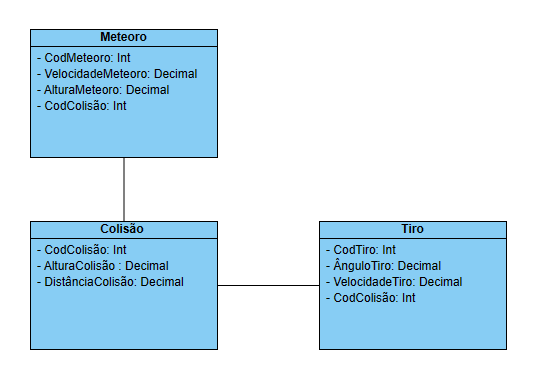 Meteoro
- CodMeteoro: Int
- VelocidadeMeteoro: Decimal
- AlturaMeteoro: Decimal
- CodColisão: Int
Colisão
- CodColisão: Int
- AlturaColisão : Decimal
- DistânciaColisão: Decimal
Tiro
- CodTiro: Int
- ÂnguloTiro: Decimal
- VelocidadeTiro: Decimal
- CodColisão: Int